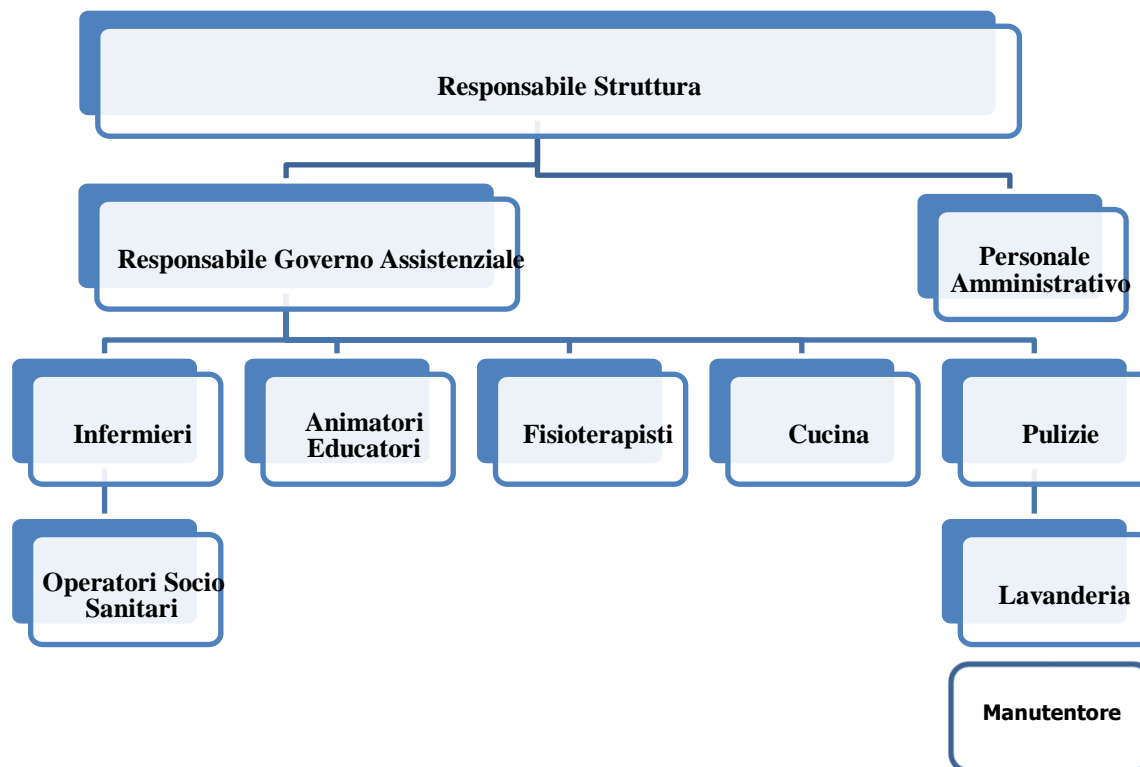 Responsabile Struttura
Responsabile Governo Assistenziale
Personale
Amministrativo
Infermieri
Animatori
Educatori
Fisioterapisti
Cucina
Pulizie
Operatori Socio
Sanitari
Lavanderia
Manutentore